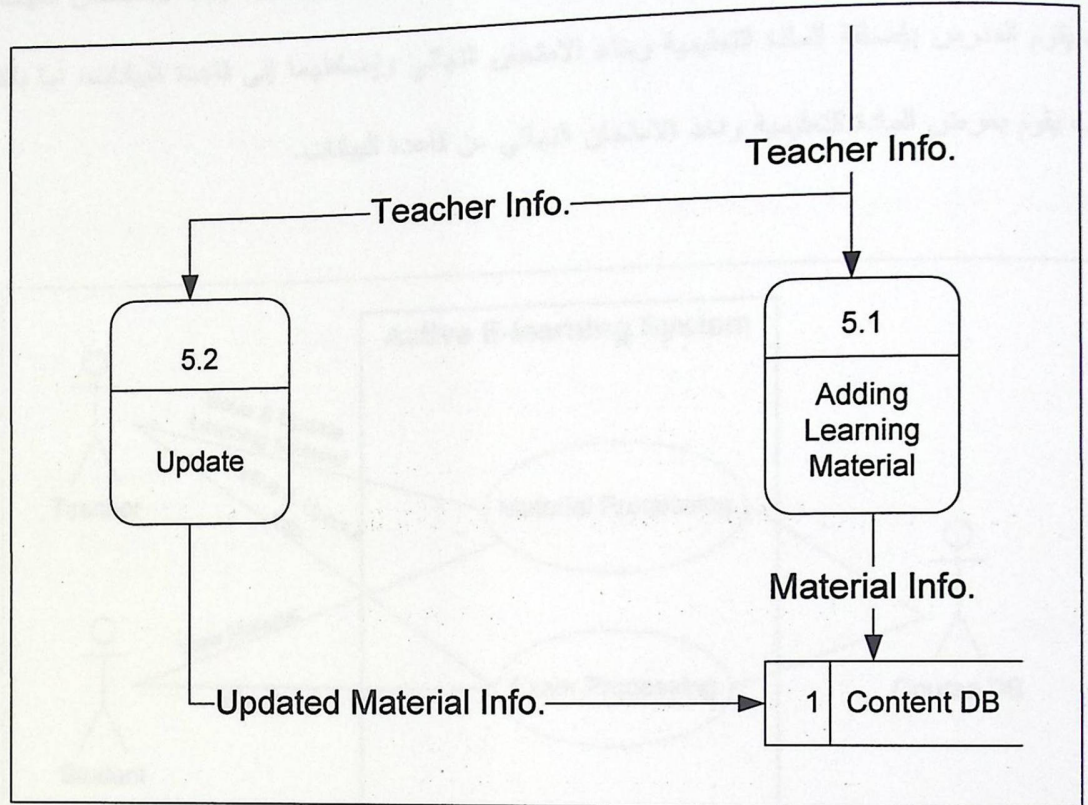 Teacher Info.
Teacher Info.
5.2
Update
5.1
Adding
Learning
Material
Material Info.
Updated Material Info.
1 Content DB